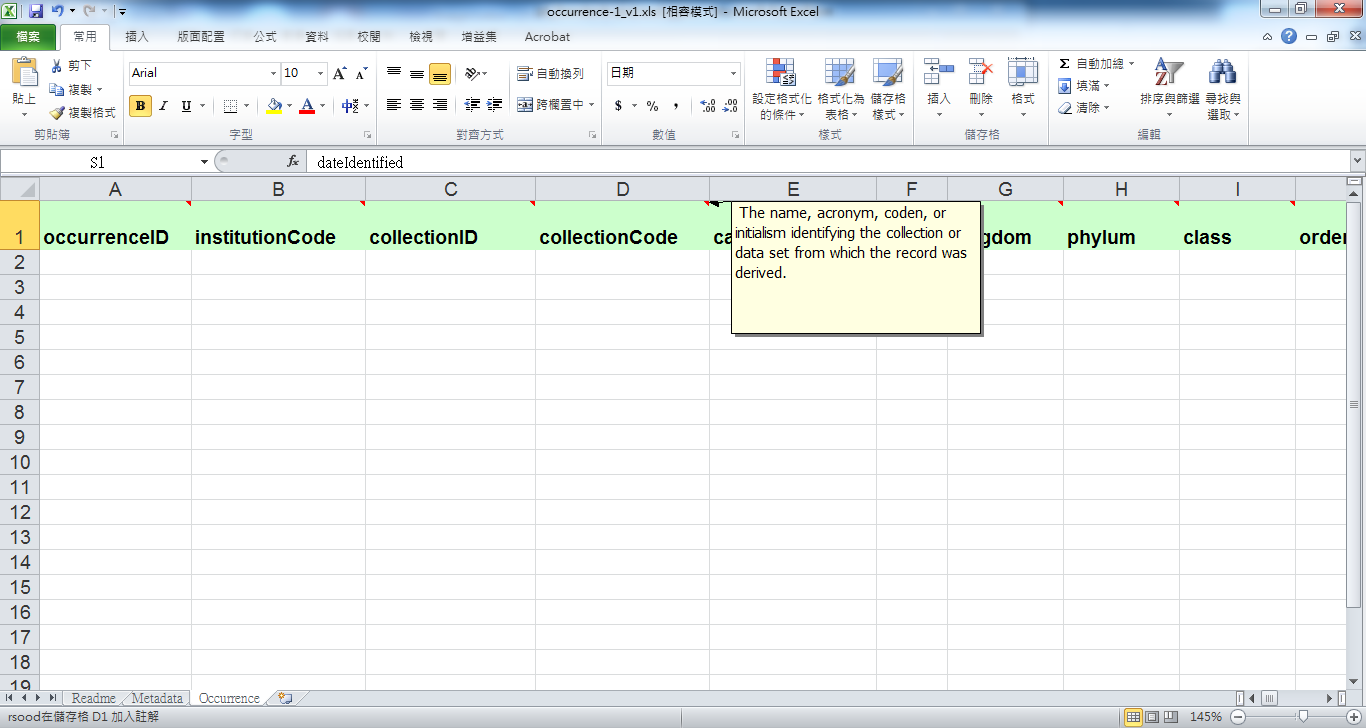 occurrence-1_v1.xls [相容模式] - Microsoft Excel
檔案 常用 插入 版面配置 公式 資料 校閱 檢視 增益集 Acrobat
貼上 剪下 複製 複製格式 剪貼簿
Arial 10 B I U 字型
自動換列 跨欄置中 對齊方式
日期 $ % , 數值
設定格式化的條件 格式化為表格 儲存格樣式 樣式
插入 刪除 格式 儲存格
Σ 自動加總 填滿 清除 排序與篩選 尋找與選取 編輯
S1 fx dateIdentified
A B C D E F G H I
1 occurrenceID institutionCode collectionID collectionCode ca gdom phylum class order
The name, acronym, coden, or
initialism identifying the collection or
data set from which the record was
derived.
2
3
4
5
6
7
8
9
10
11
12
13
14
15
16
17
18
19
Readme Metadata Occurrence
rsood在儲存格 D1 加入註解 145%